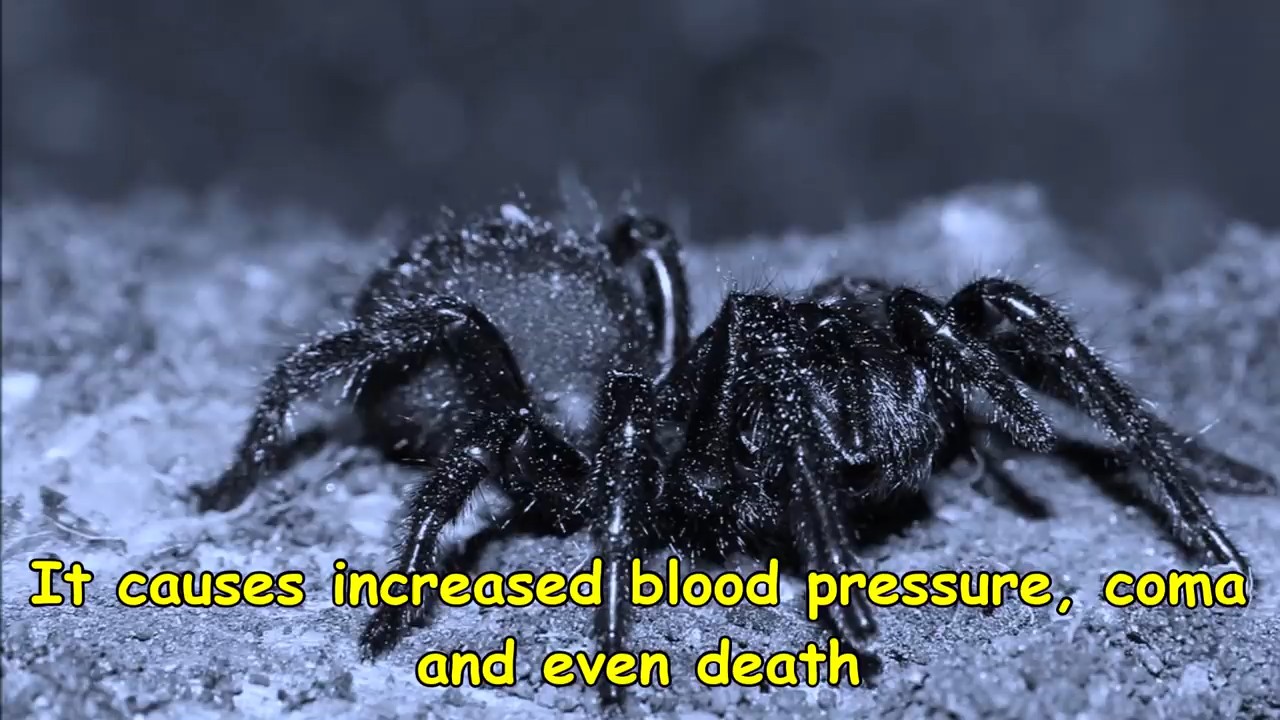 It causes increased blood pressure, coma
and even death